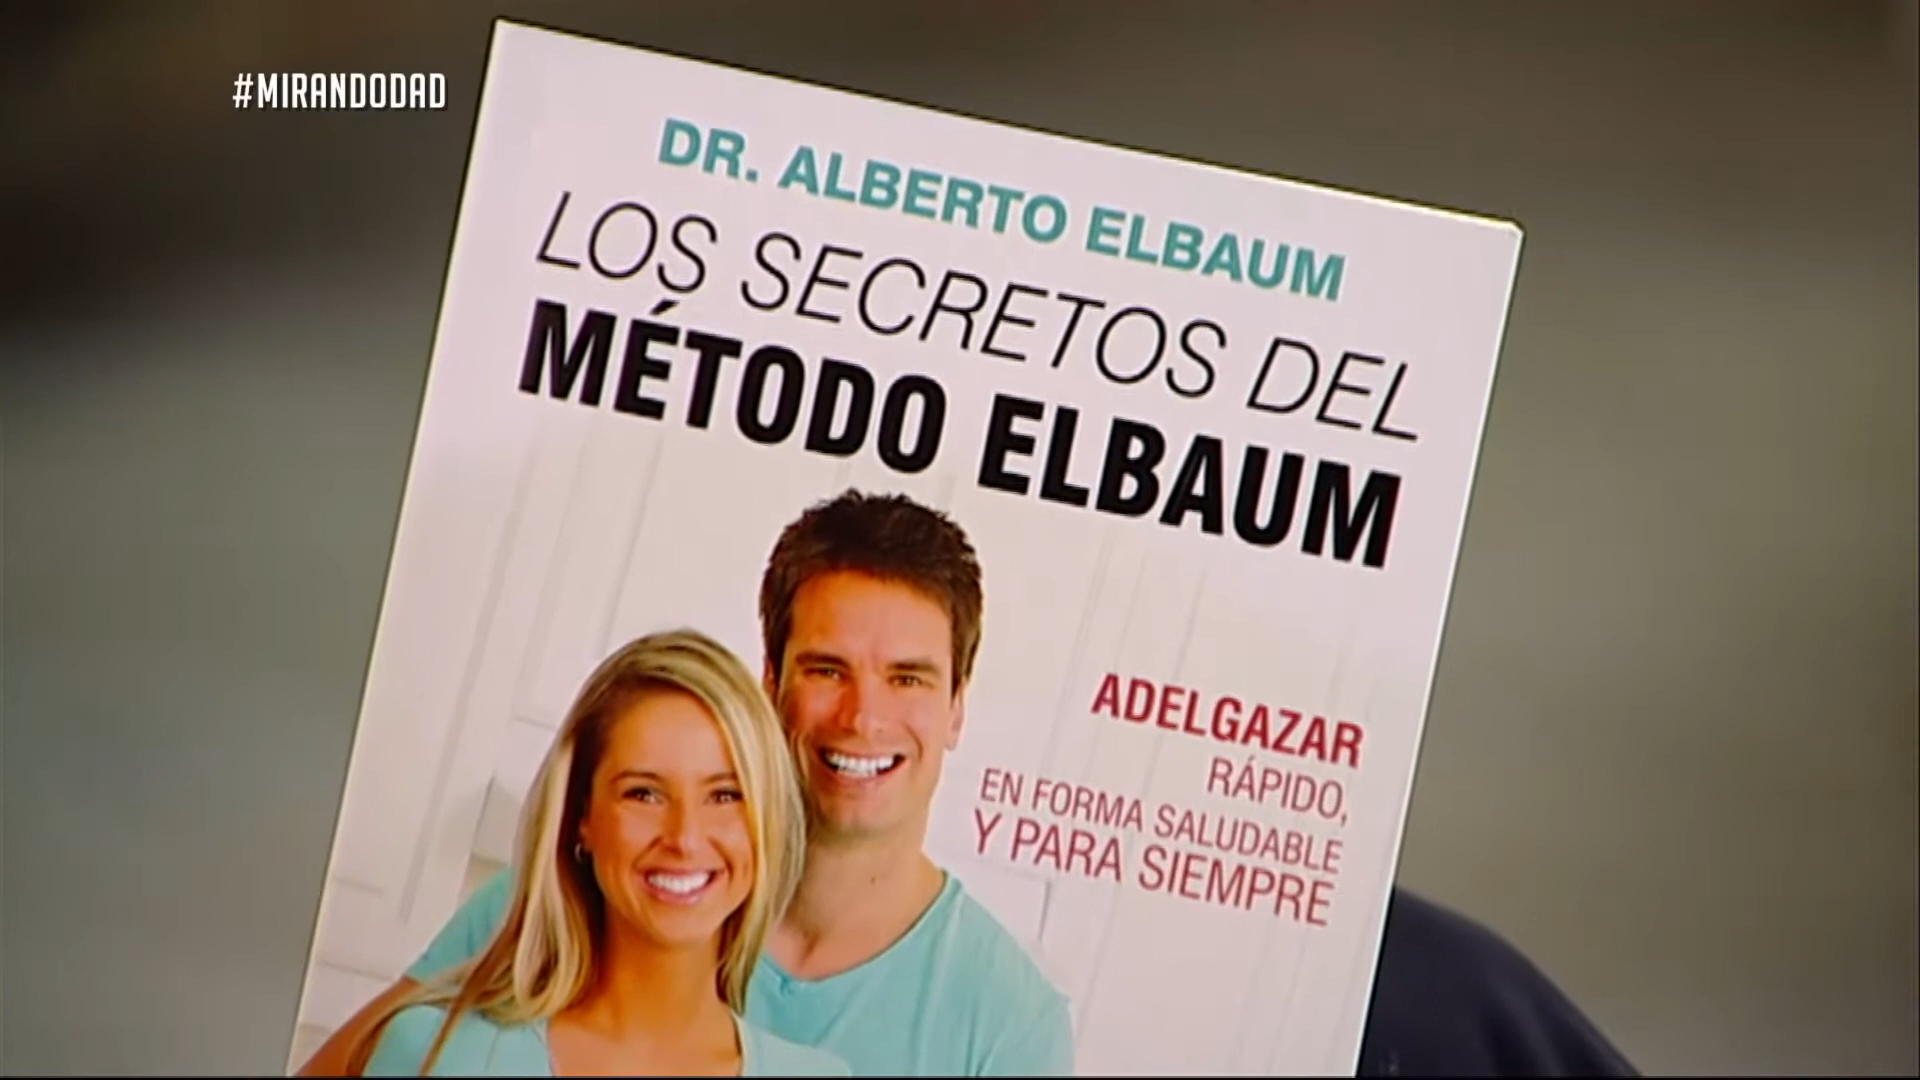 #MIRANDODAD
DR. ALBERTO ELBAUM
LOS SECRETOS DEL
MÉTODO ELBAUM
ADELGAZAR
RÁPIDO,
EN FORMA SALUDABLE
Y PARA SIEMPRE